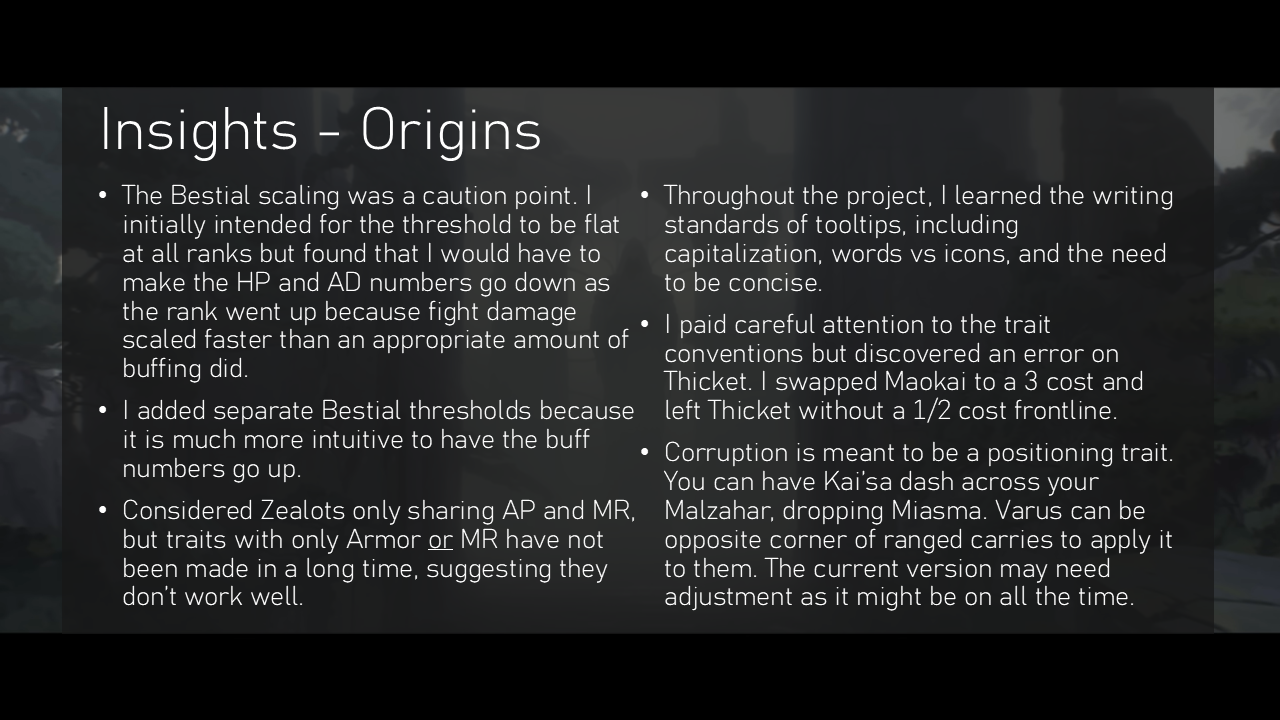 Insights - Origins
• The Bestial scaling was a caution point. I
initially intended for the threshold to be flat
at all ranks but found that I would have to
make the HP and AD numbers go down as
the rank went up because fight damage
scaled faster than an appropriate amount of
buffing did.
• I added separate Bestial thresholds because
it is much more intuitive to have the buff
numbers go up.
• Considered Zealots only sharing AP and MR,
but traits with only Armor or MR have not
been made in a long time, suggesting they
don't work well.
• Throughout the project, I learned the writing
standards of tooltips, including
capitalization, words vs icons, and the need
to be concise.
• I paid careful attention to the trait
conventions but discovered an error on
Thicket. I swapped Maokai to a 3 cost and
left Thicket without a 1/2 cost frontline.
• Corruption is meant to be a positioning trait.
You can have Kai'sa dash across your
Malzahar, dropping Miasma. Varus can be
opposite corner of ranged carries to apply it
to them. The current version may need
adjustment as it might be on all the time.